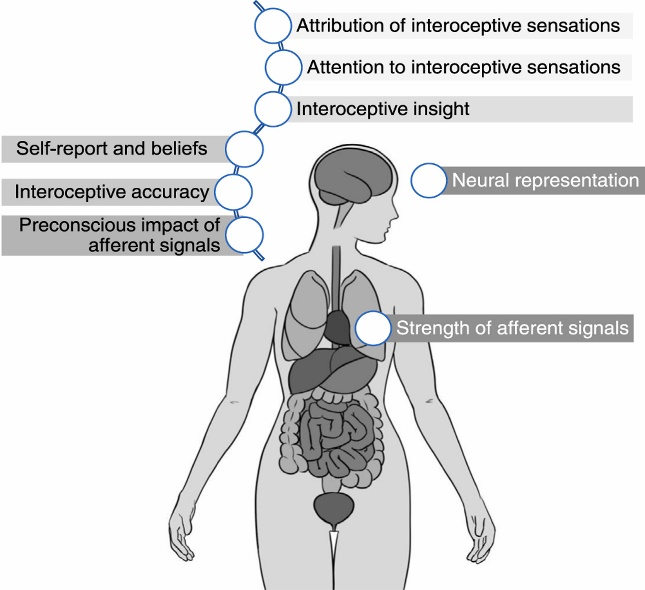 Attribution of interoceptive sensations
Attention to interoceptive sensations
Interoceptive insight
Self-report and beliefs
Neural representation
Interoceptive accuracy
Preconscious impact of
afferent signals
Strength of afferent signals